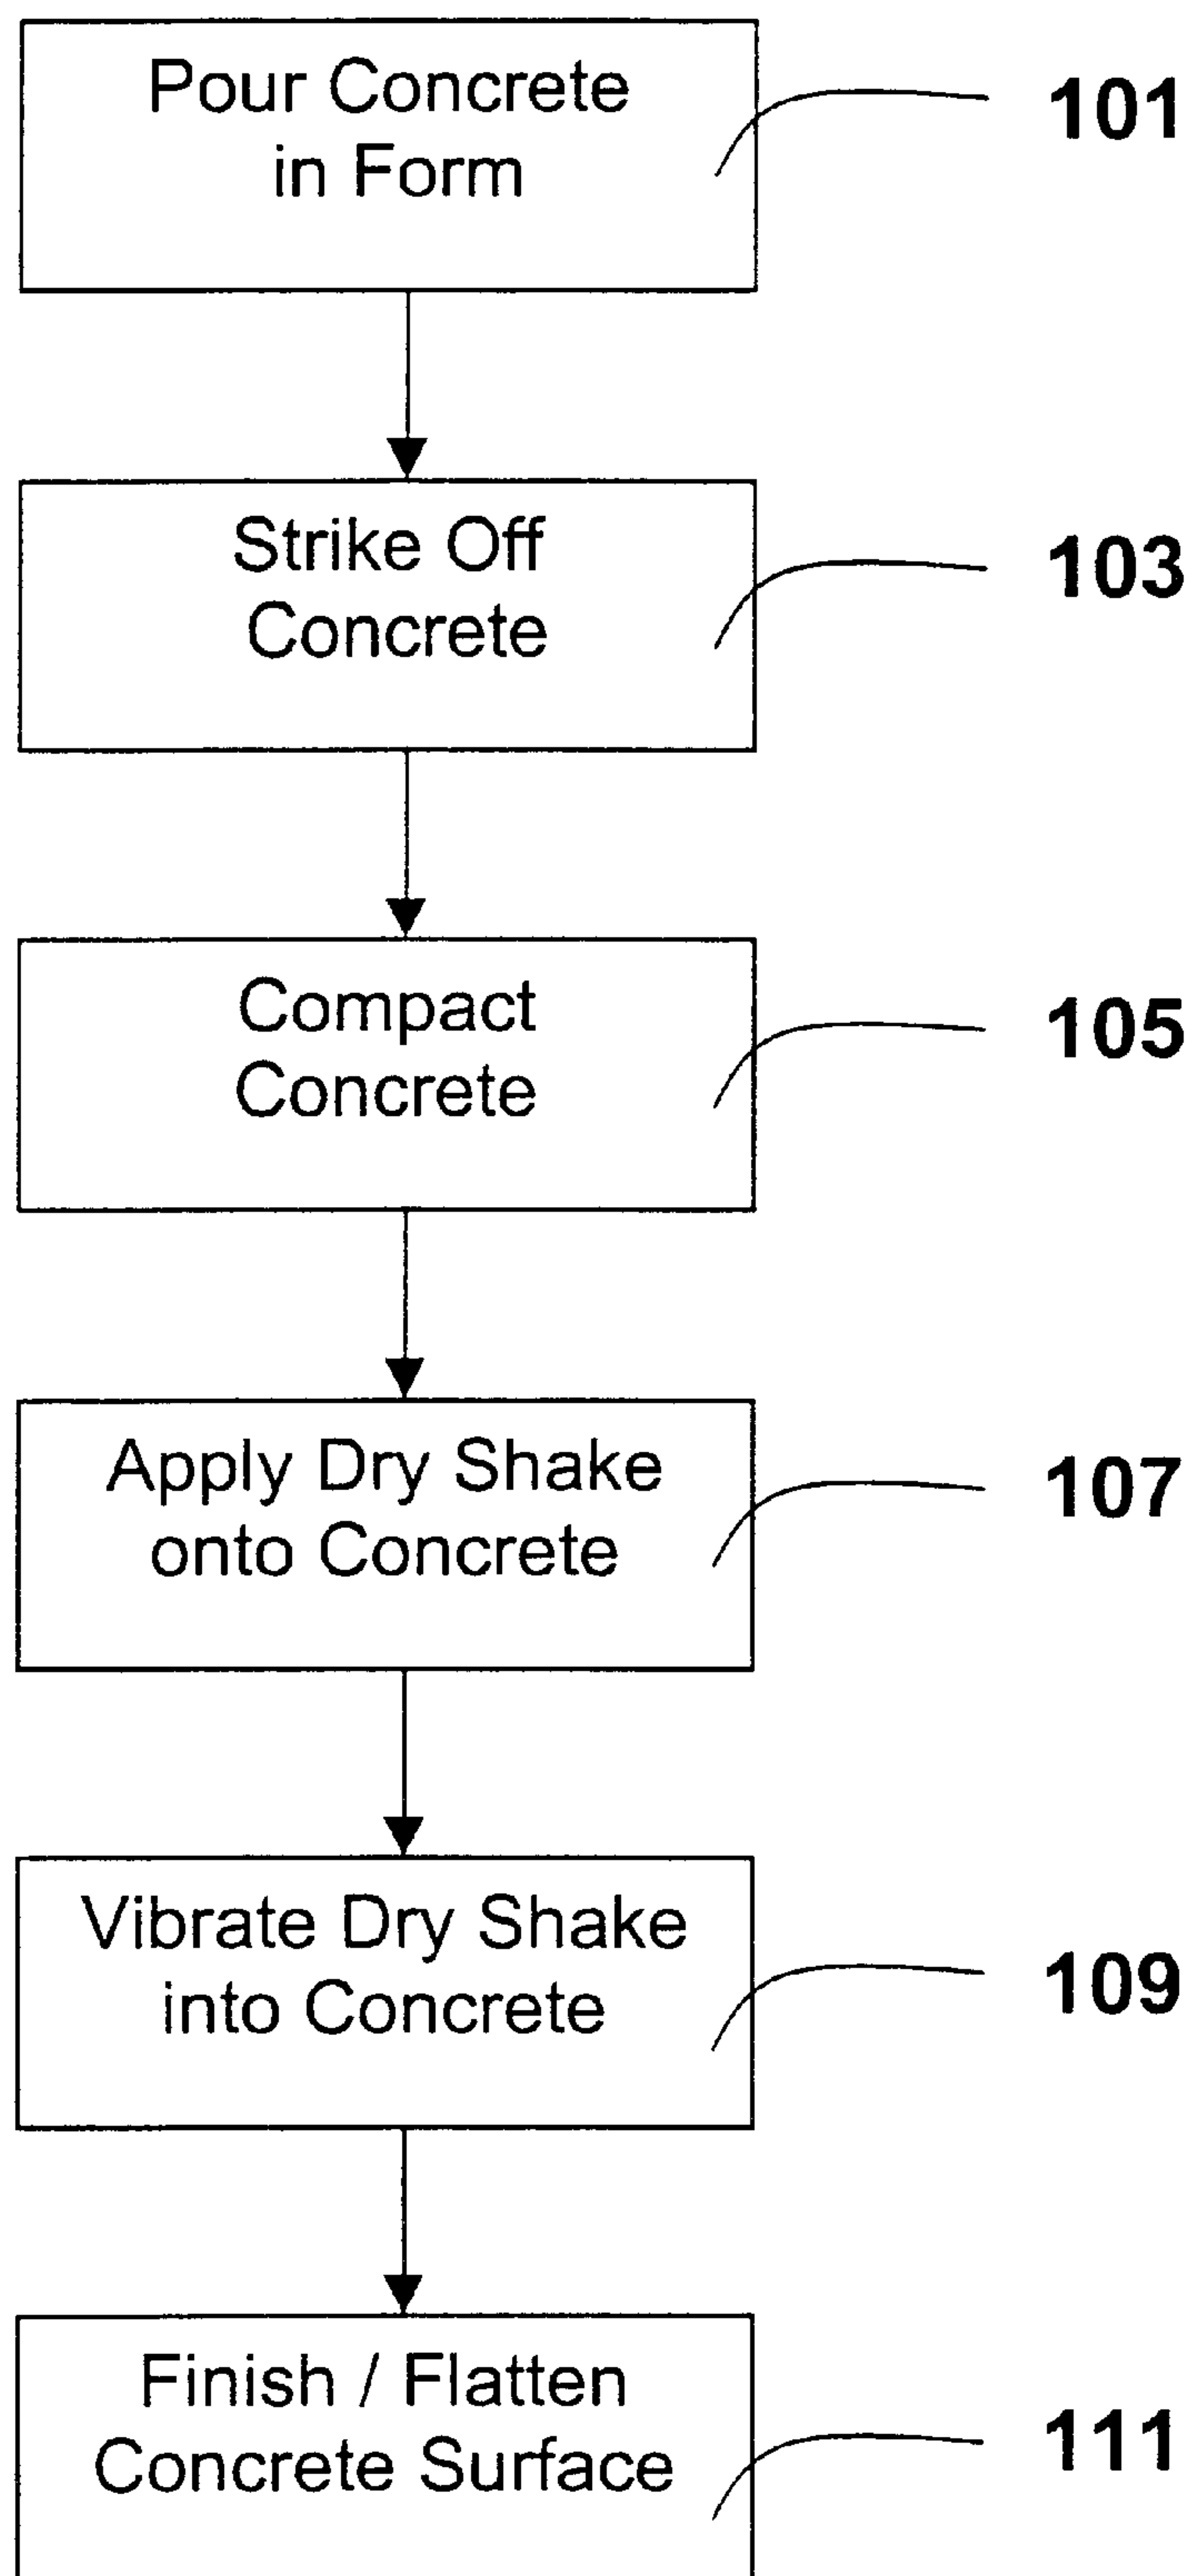 Pour Concrete
in Form
101
Strike Off
Concrete
103
Compact
Concrete
105
Apply Dry Shake
onto Concrete
107
Vibrate Dry Shake
into Concrete
109
Finish / Flatten
Concrete Surface
111